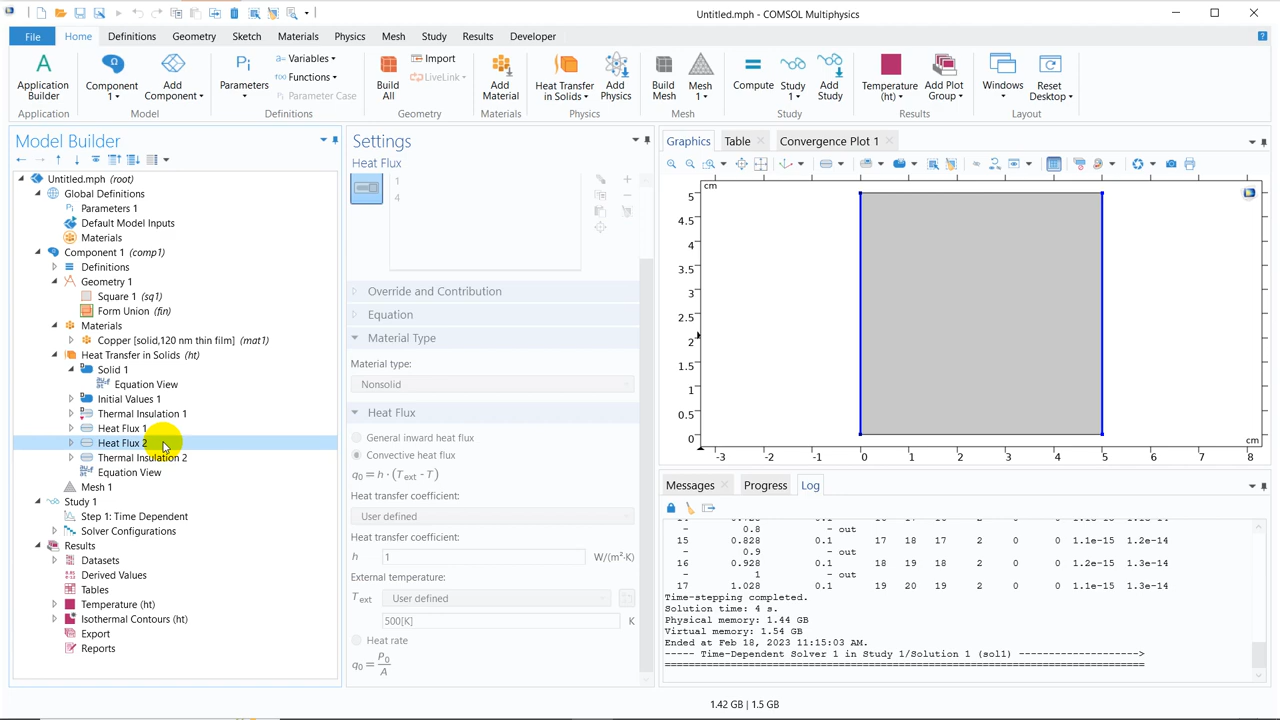 Untitled.mph - COMSOL Multiphysics
File Home Definitions Geometry Sketch Materials Physics Mesh Study Results Developer
Application Builder
Component 1
Add Component
Parameters
a= Variables
f(x) Functions
Pi Parameter Case
Build All
Import
LiveLink
Add Material
Heat Transfer in Solids
Add Physics
Build Mesh
Mesh 1
Compute
Study 1
Add Study
Temperature (ht)
Add Plot Group
Windows
Reset Desktop
Application Model Definitions Geometry Materials Physics Mesh Study Results Layout
Model Builder
Untitled.mph (root)
Global Definitions
Pi Parameters 1
Default Model Inputs
Materials
Component 1 (comp1)
Definitions
Geometry 1
Square 1 (sq1)
Form Union (fin)
Materials
Copper [solid,120 nm thin film] (mat1)
Heat Transfer in Solids (ht)
Solid 1
Equation View
Initial Values 1
Thermal Insulation 1
Heat Flux 1
Heat Flux 2
Thermal Insulation 2
Equation View
Mesh 1
Study 1
Step 1: Time Dependent
Solver Configurations
Results
Datasets
Derived Values
Tables
Temperature (ht)
Isothermal Contours (ht)
Export
Reports
Settings
Heat Flux
1
4
Override and Contribution
Equation
Material Type
Material type:
Nonsolid
Heat Flux
General inward heat flux
Convective heat flux
q0 = h · (Text - T)
Heat transfer coefficient:
User defined
Heat transfer coefficient:
h 1 W/(m²·K)
External temperature:
Text User defined
500[K] K
Heat rate
q0 = P0 / A
Graphics Table Convergence Plot 1
cm
5
4.5
4
3.5
3
2.5
2
1.5
1
0.5
0
cm
-3 -2 -1 0 1 2 3 4 5 6 7 8
Messages Progress Log
- 0.8 - out
15 0.828 0.1 17 18 17 2 0 0 1.1e-15 1.2e-14
- 0.9 - out
16 0.928 0.1 18 19 18 2 0 0 1.2e-15 1.3e-14
- 1 - out
17 1.028 0.1 19 20 19 2 0 0 1.1e-15 1.3e-14
Time-stepping completed.
Solution time: 4 s.
Physical memory: 1.44 GB
Virtual memory: 1.54 GB
Ended at Feb 18, 2023 11:15:03 AM.
----- Time-Dependent Solver 1 in Study 1/Solution 1 (sol1) -------------------->
1.42 GB | 1.5 GB